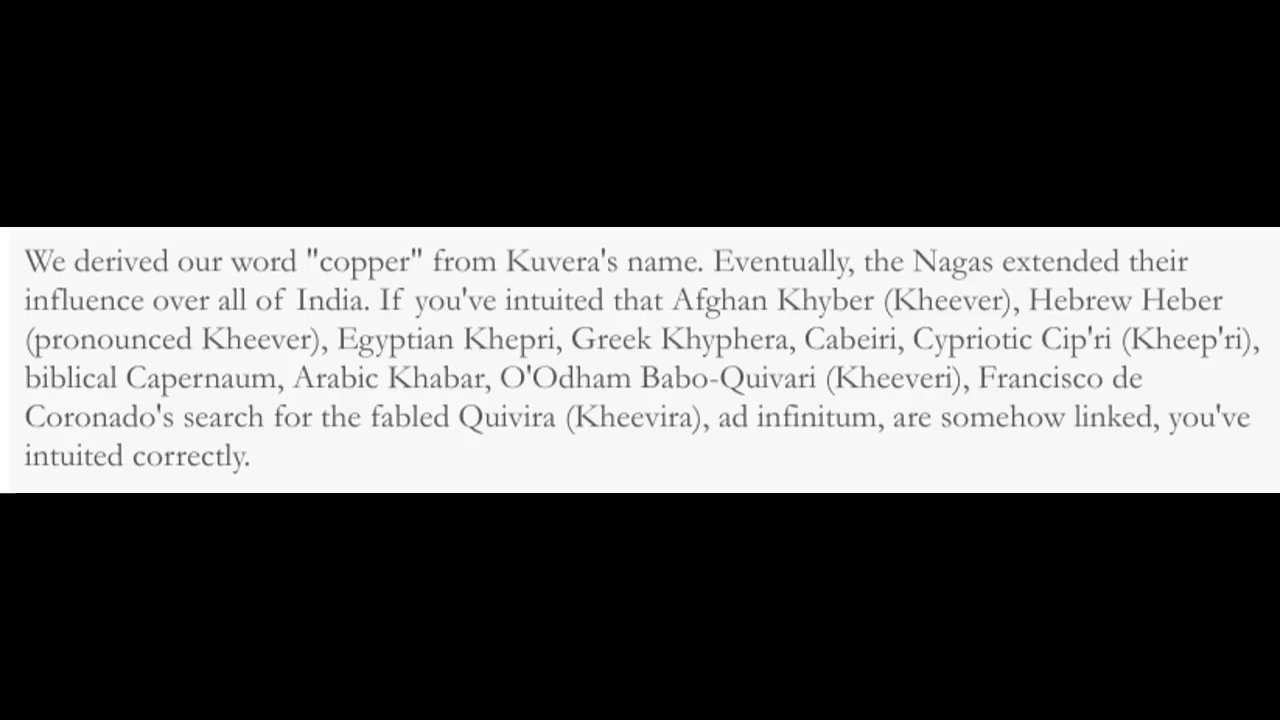 We derived our word "copper" from Kuvera's name. Eventually, the Nagas extended their
influence over all of India. If you've intuited that Afghan Khyber (Kheever), Hebrew Heber
(pronounced Kheever), Egyptian Khepri, Greek Khyphera, Cabeiri, Cypriotic Cip'ri (Kheep'ri),
biblical Capernaum, Arabic Khabar, O'Odham Babo-Quivari (Kheeveri), Francisco de
Coronado's search for the fabled Quivira (Kheevira), ad infinitum, are somehow linked, you've
intuited correctly.